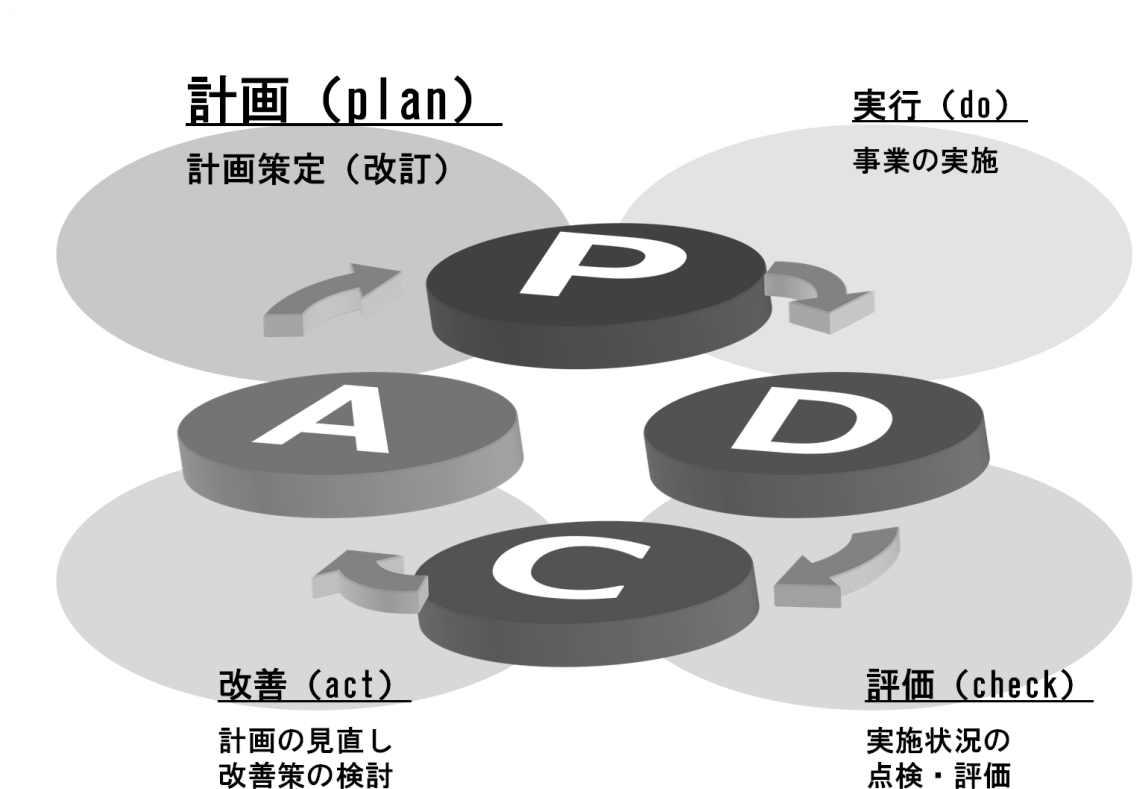 計画（plan）
計画策定（改訂）
実行（do）
事業の実施
P
A
D
C
改善（act）
計画の見直し
改善策の検討
評価（check）
実施状況の
点検・評価